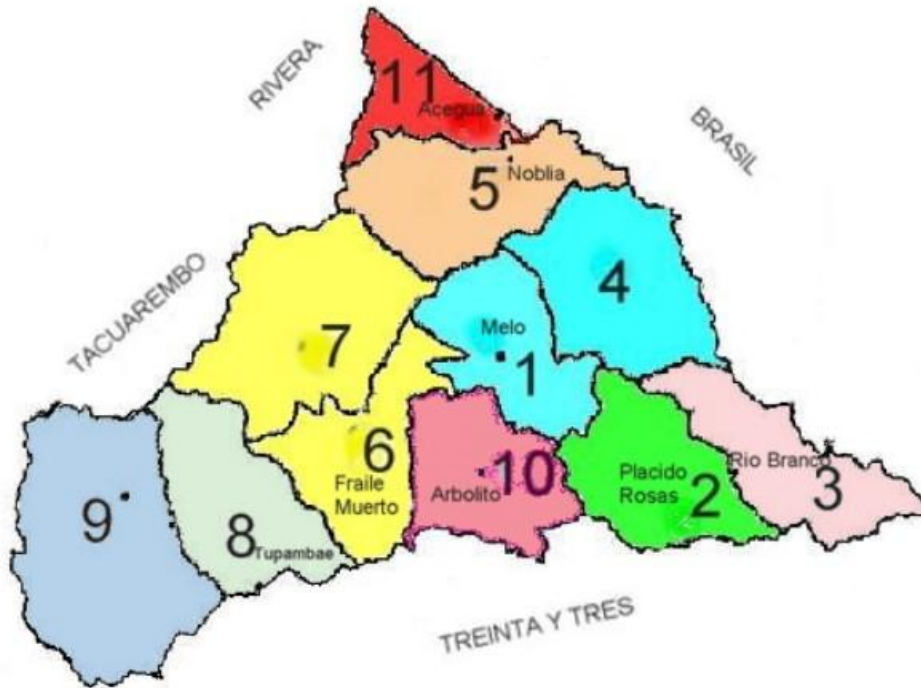 RIVERA
11
Acegua
BRASIL
5
Noblia
TACUAREMBO
4
7
Melo
1
6
Fraile
Muerto
10
Arbolito
Placido
Rosas
2
Rio Branco
3
9
8
Tupambae
TREINTA Y TRES